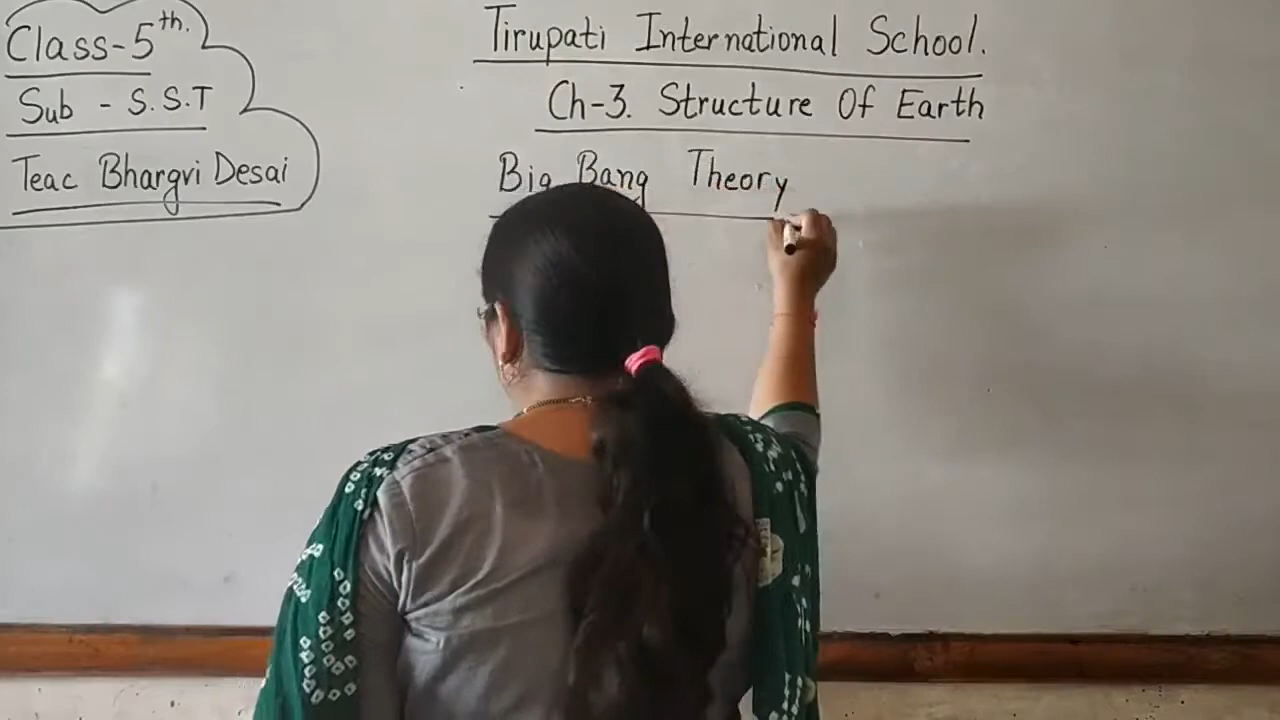 Class-5th.
Sub - S.S.T
Teac Bhargvi Desai
Tirupati International School.
Ch-3. Structure Of Earth
Big Bang Theory